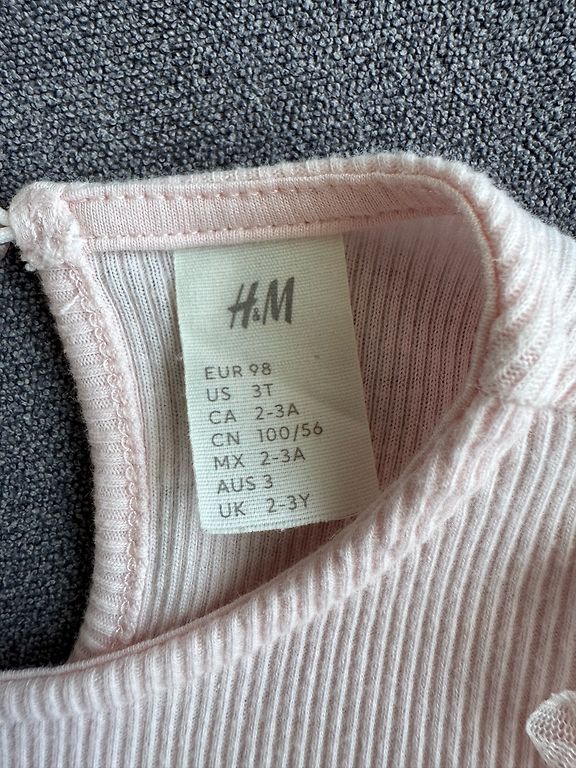 H&M
EUR 98
US 3T
CA 2-3A
CN 100/56
MX 2-3A
AUS 3
UK 2-3Y